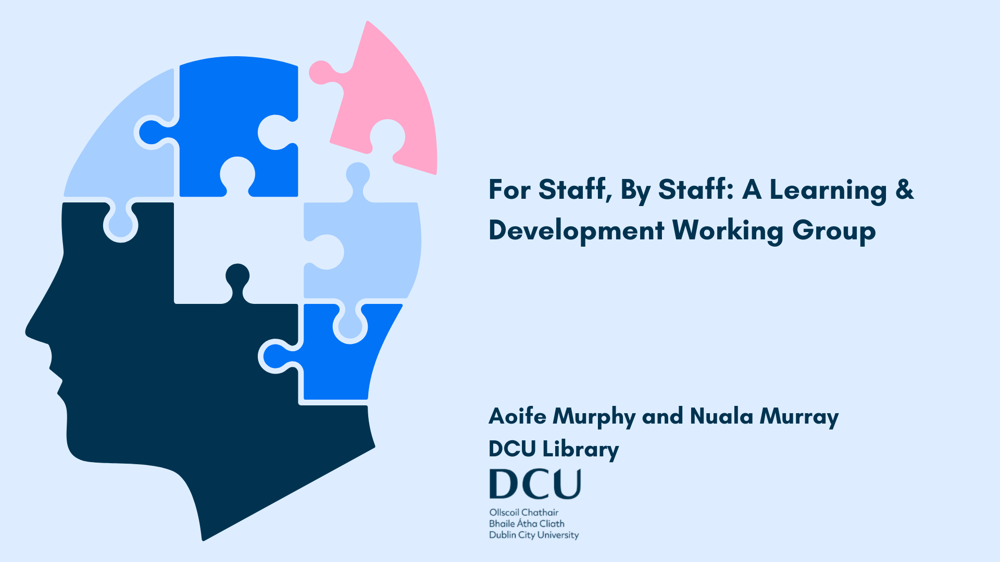 For Staff, By Staff: A Learning &
Development Working Group
Aoife Murphy and Nuala Murray
DCU Library
DCU
Ollscoil Chathair
Bhaile Átha Cliath
Dublin City University